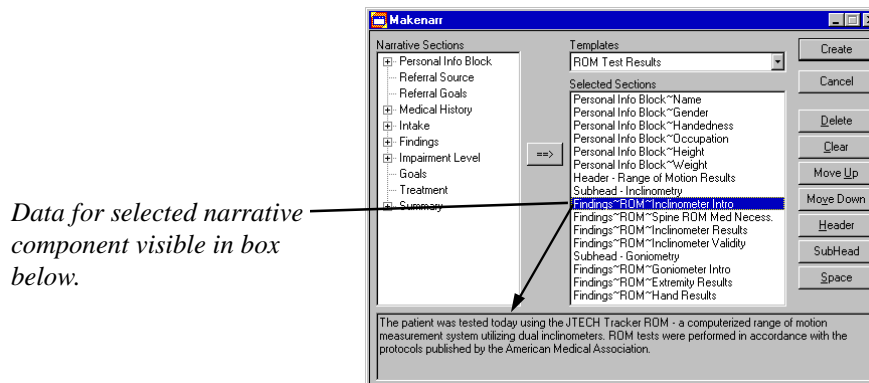 Makenarr
Narrative Sections
Personal Info Block
Referral Source
Referral Goals
Medical History
Intake
Findings
Impairment Level
Goals
Treatment
Summary
==>
Templates
ROM Test Results
Selected Sections
Personal Info Block~Name
Personal Info Block~Gender
Personal Info Block~Handedness
Personal Info Block~Occupation
Personal Info Block~Height
Personal Info Block~Weight
Header - Range of Motion Results
Subhead - Inclinometry
Findings~ROM~Inclinometer Intro
Findings~ROM~Spine ROM Med Necess.
Findings~ROM~Inclinometer Results
Findings~ROM~Inclinometer Validity
Subhead - Goniometry
Findings~ROM~Goniometer Intro
Findings~ROM~Extremity Results
Findings~ROM~Hand Results
Create
Cancel
Delete
Clear
Move Up
Move Down
Header
SubHead
Space
Data for selected narrative
component visible in box
below.
The patient was tested today using the JTECH Tracker ROM - a computerized range of motion
measurement system utilizing dual inclinometers. ROM tests were performed in accordance with the
protocols published by the American Medical Association.